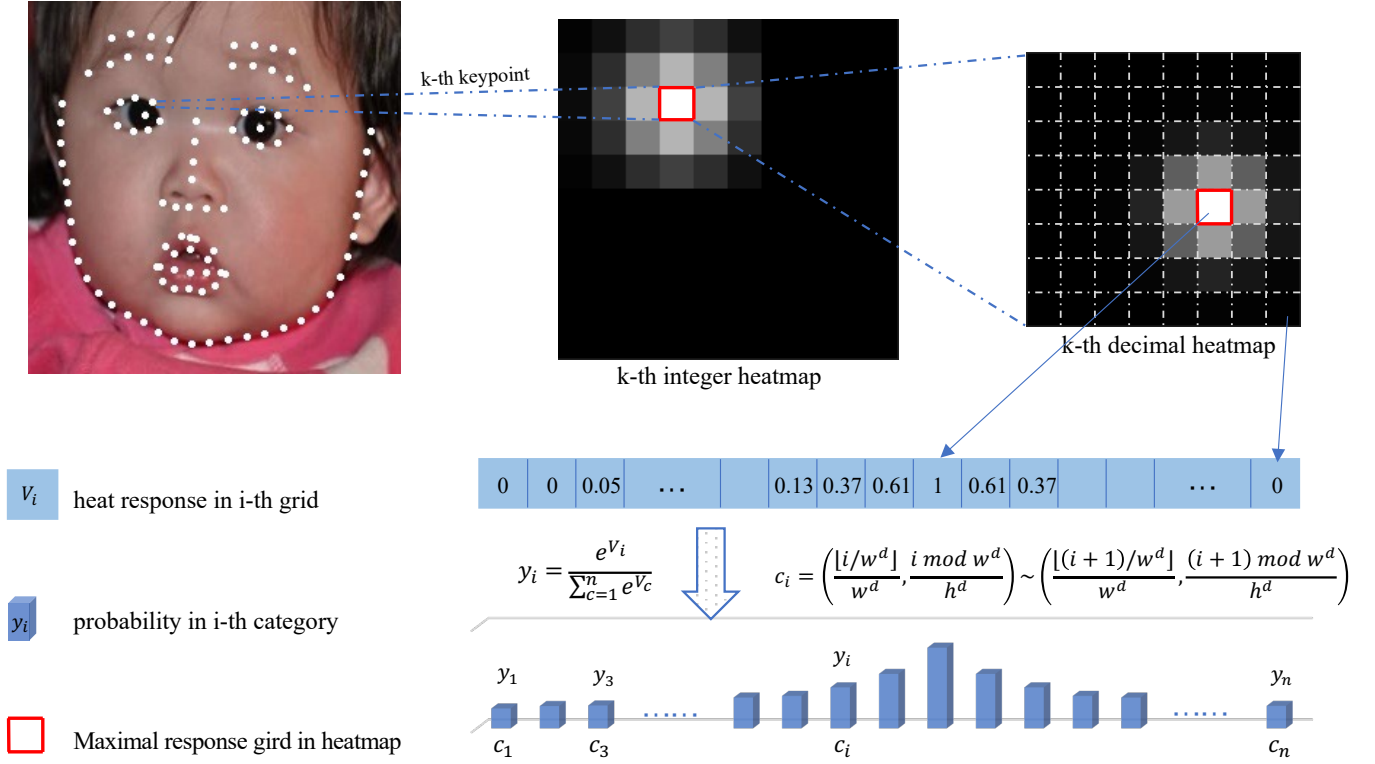 k-th keypoint
k-th integer heatmap
k-th decimal heatmap
V_i heat response in i-th grid
0 0 0.05 ... 0.13 0.37 0.61 1 0.61 0.37 ... 0
y_i = e^{V_i} / ∑_{c=1}^{n} e^{V_c}
c_i = (⌊i/w^d⌋ / w^d, i mod w^d / h^d) ~ (⌊(i + 1)/w^d⌋ / w^d, (i + 1) mod w^d / h^d)
y_i probability in i-th category
y_1 y_3 y_i y_n
...... ......
c_1 c_3 c_i c_n
Maximal response gird in heatmap